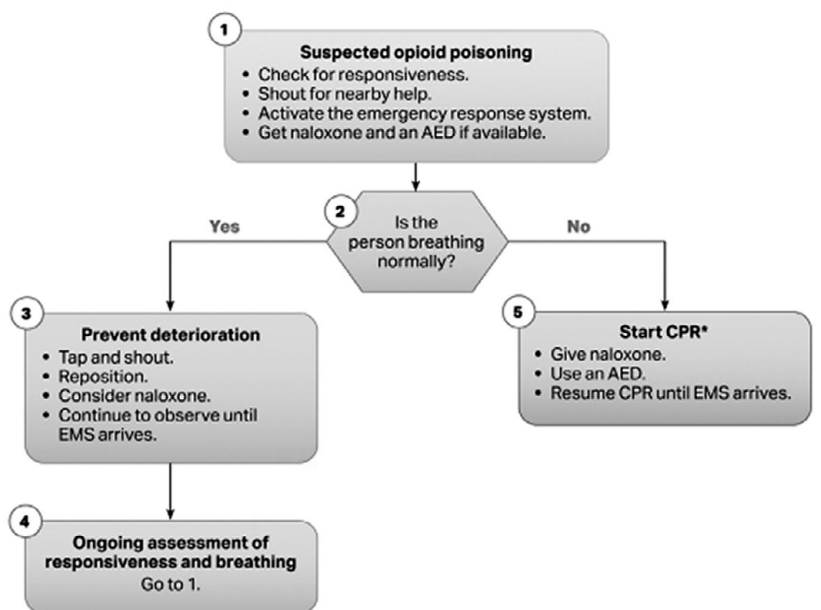 1
Suspected opioid poisoning
• Check for responsiveness.
• Shout for nearby help.
• Activate the emergency response system.
• Get naloxone and an AED if available.
2
Is the
person breathing
normally?
Yes
No
3
Prevent deterioration
• Tap and shout.
• Reposition.
• Consider naloxone.
• Continue to observe until
EMS arrives.
5
Start CPR*
• Give naloxone.
• Use an AED.
• Resume CPR until EMS arrives.
4
Ongoing assessment of
responsiveness and breathing
Go to 1.